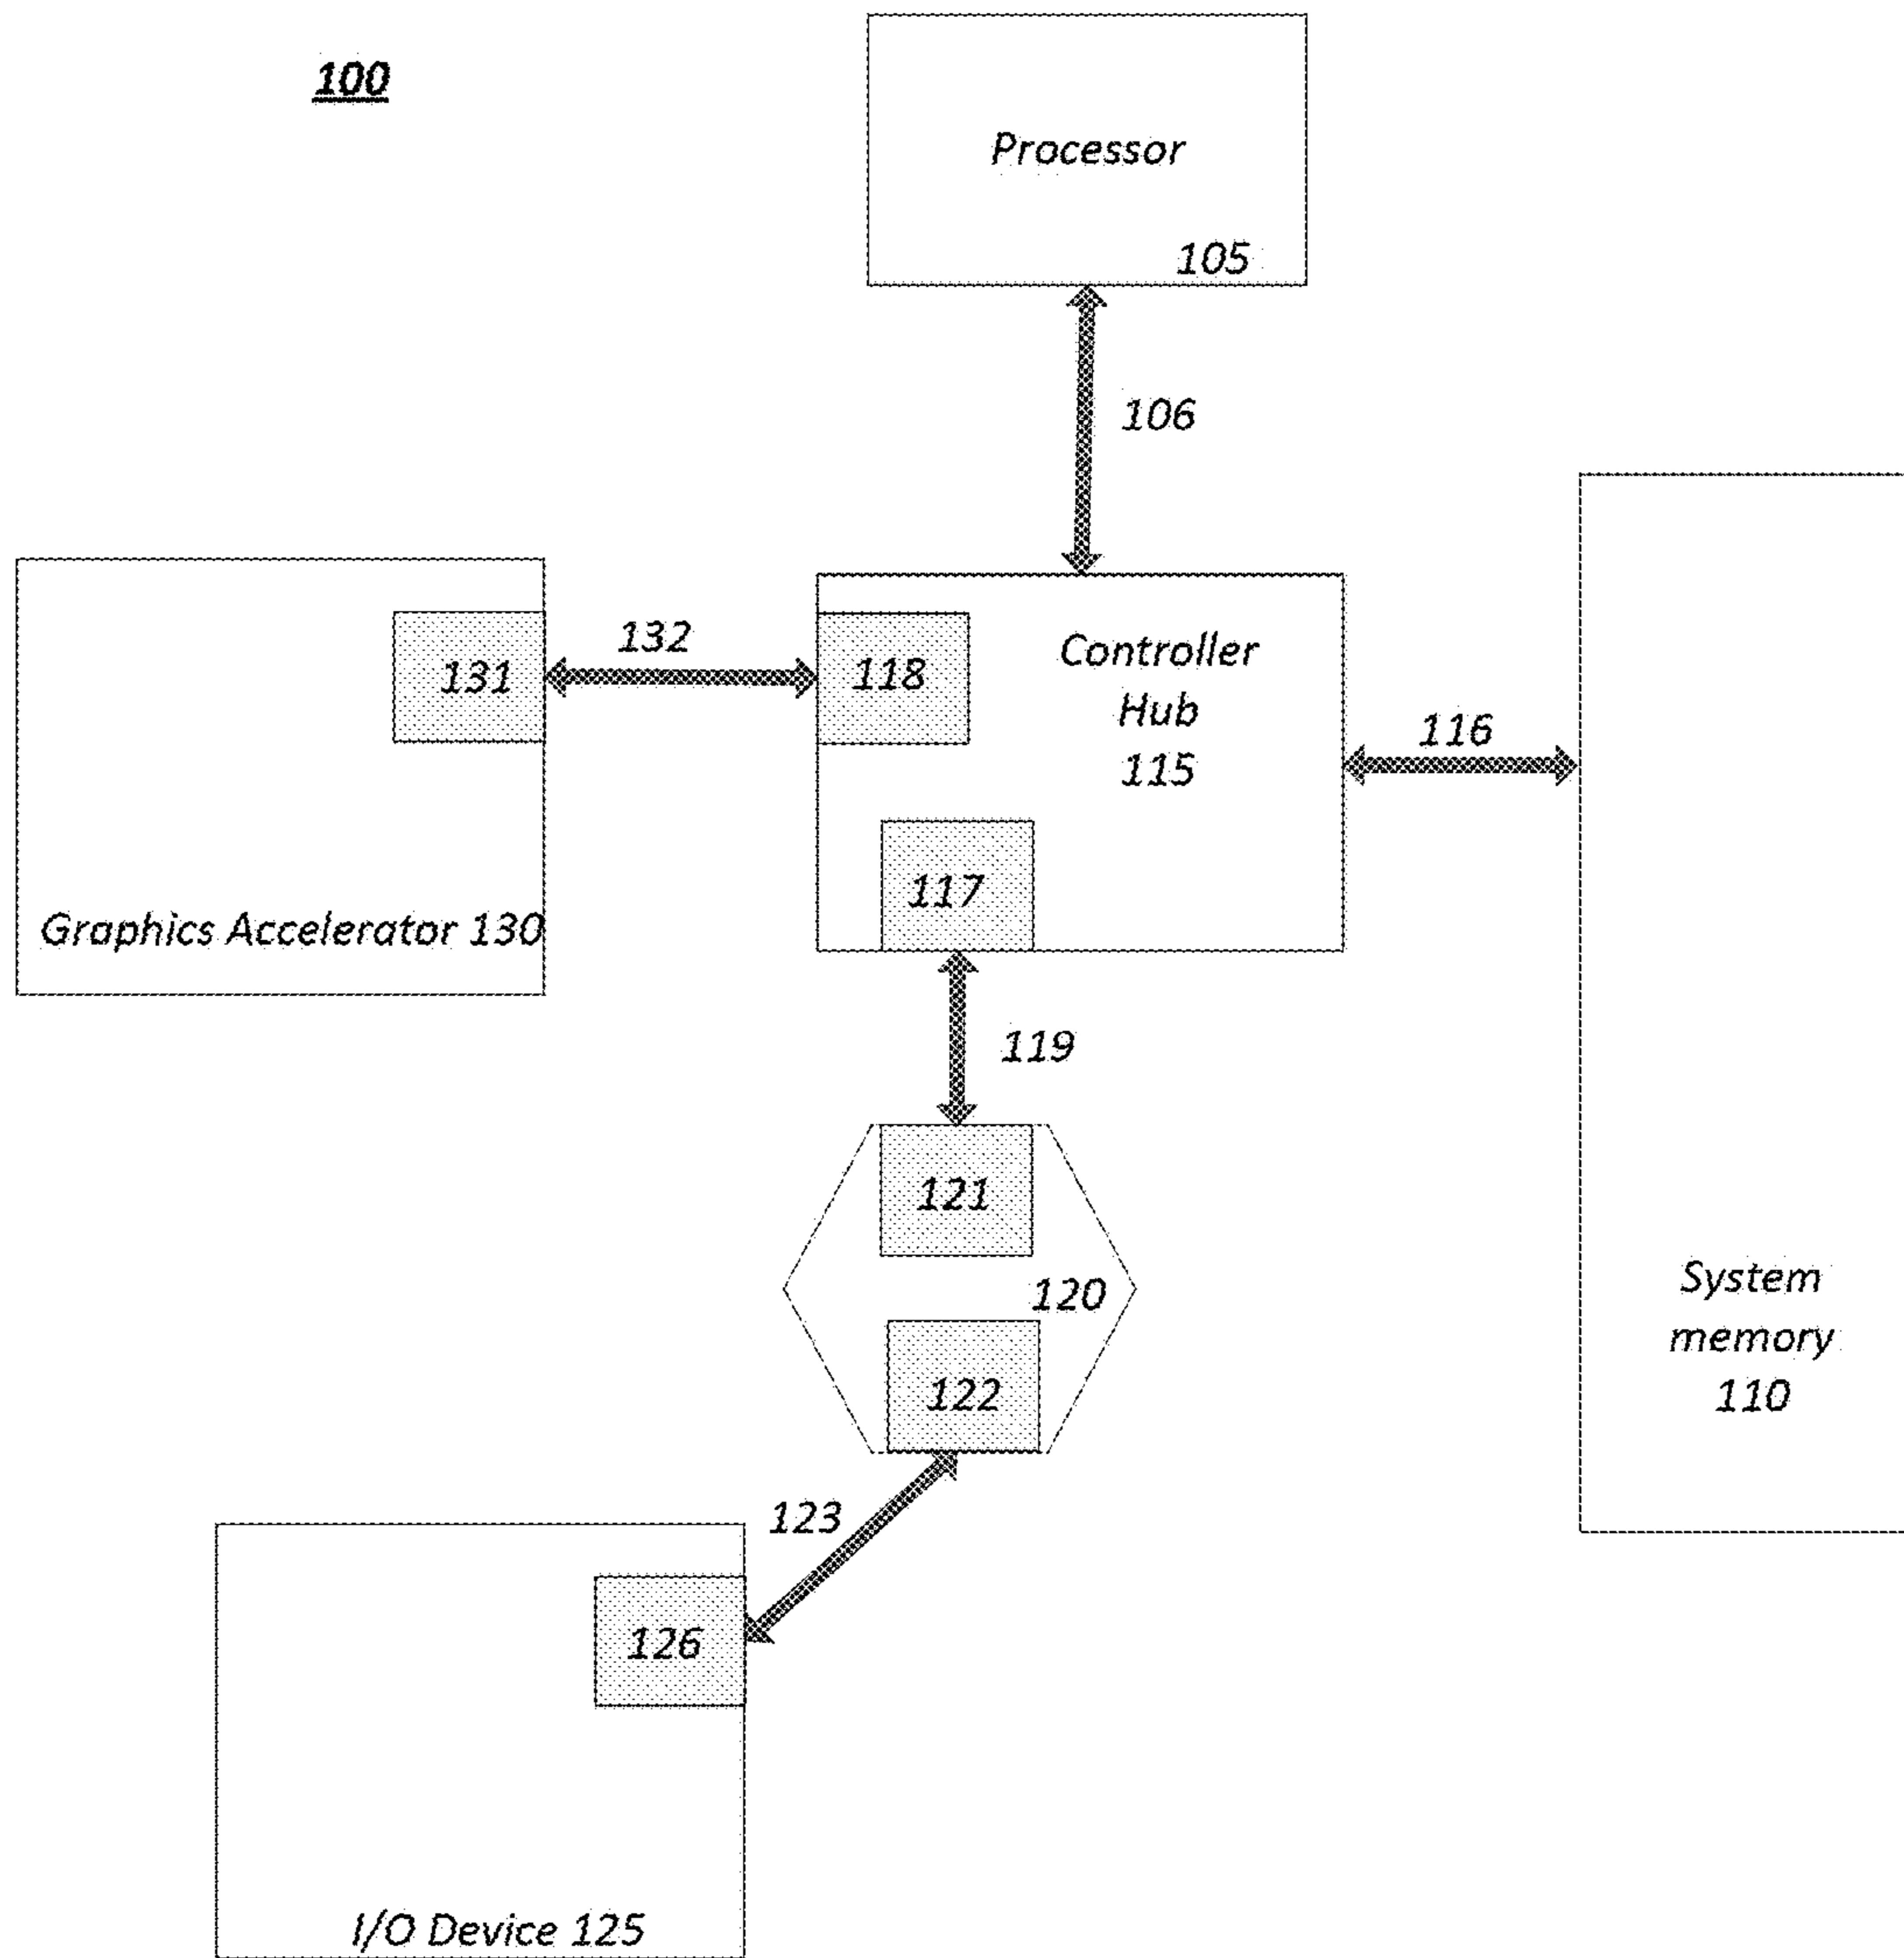 100
Processor
105
106
132
131
118
Controller
Hub
115
116
117
Graphics Accelerator 130
119
121
120
122
System
memory
110
123
126
I/O Device 125